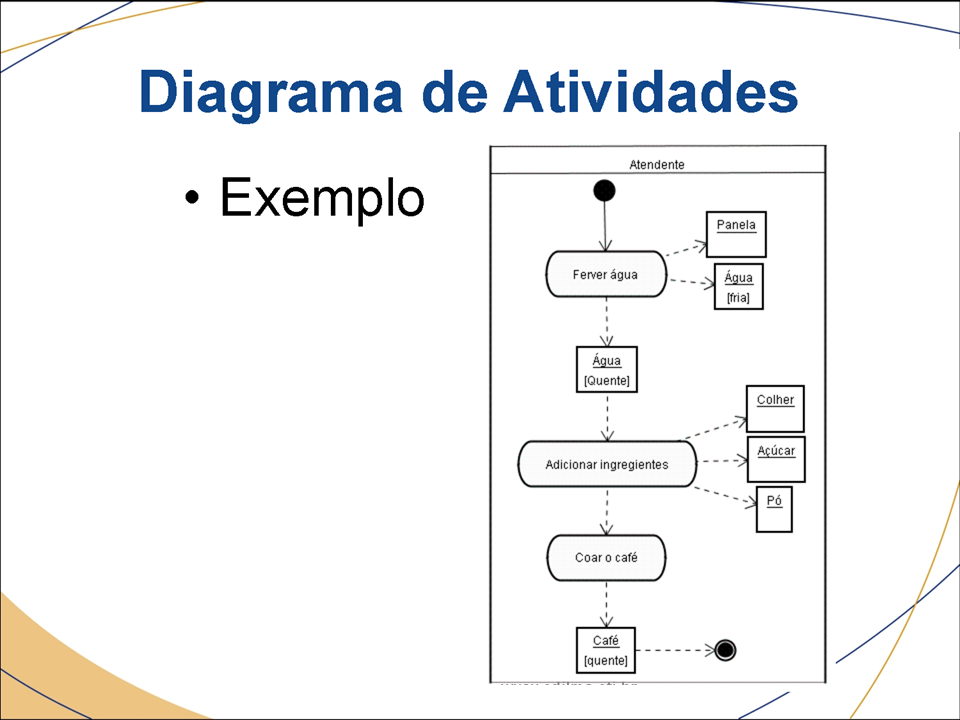 Diagrama de Atividades
• Exemplo
Atendente
Panela
Ferver água
Água
[fria]
Água
[Quente]
Colher
Açúcar
Adicionar ingregientes
Pó
Coar o café
Café
[quente]